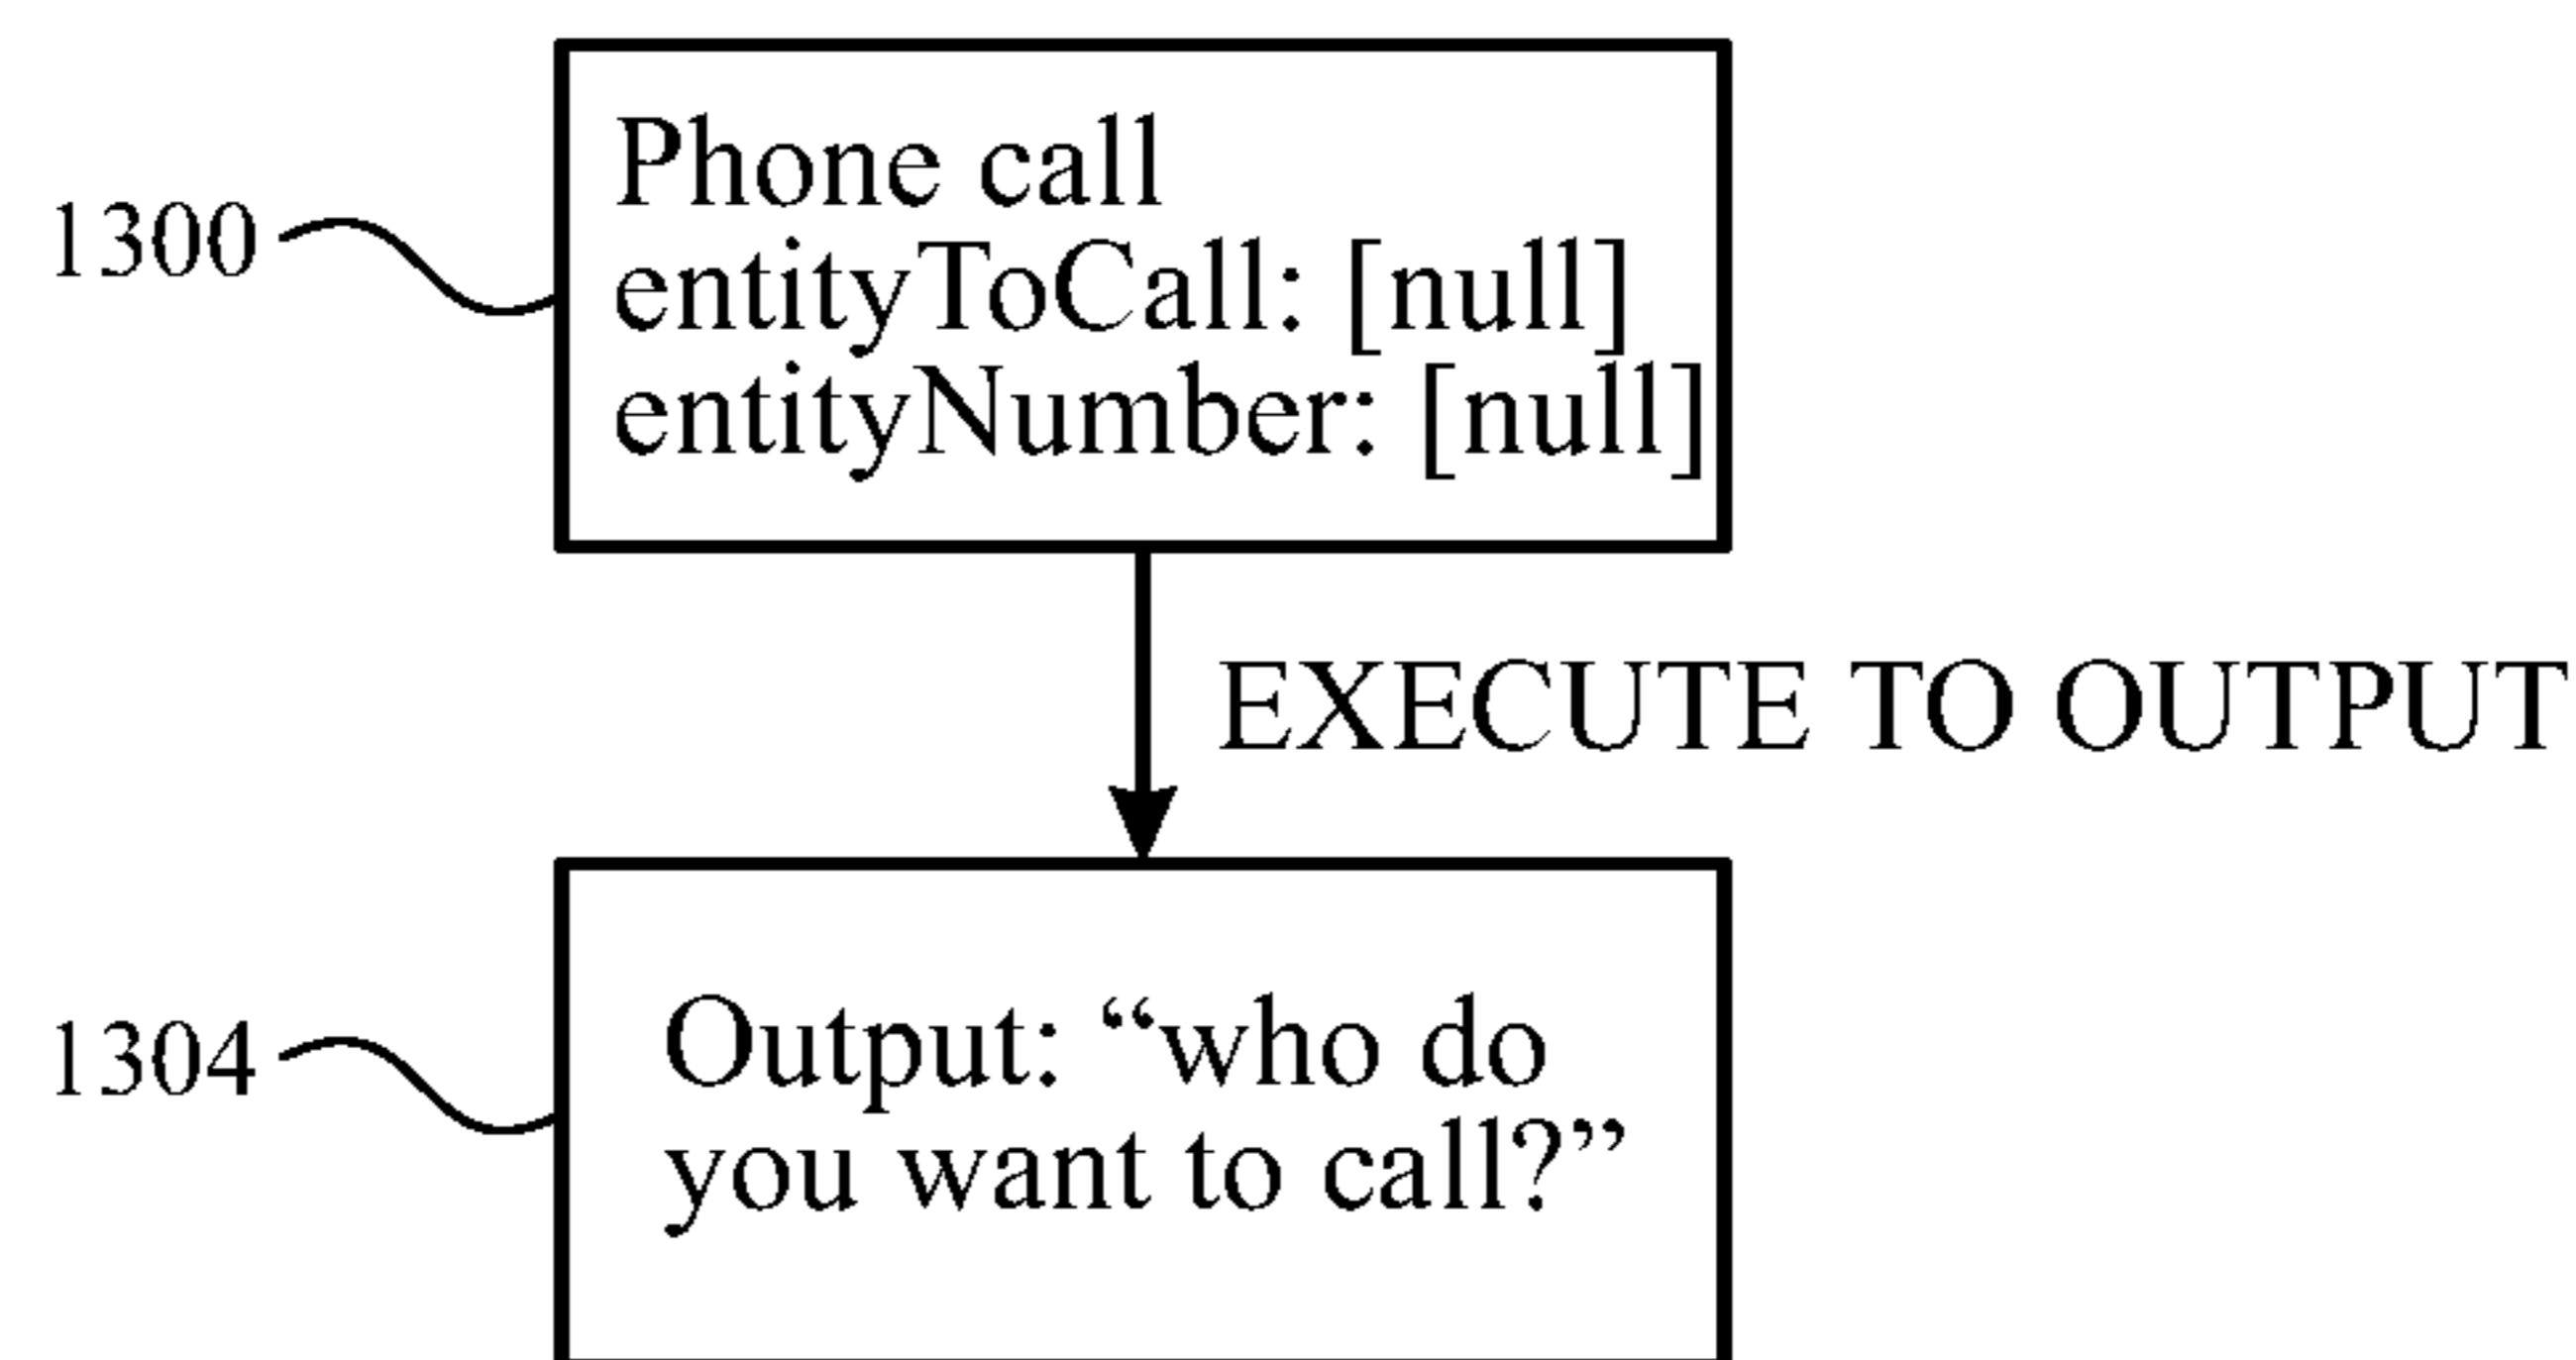 Phone call
1300
entityToCall: [null]
entityNumber: [null]
EXECUTE TO OUTPUT
1304
Output: “who do
you want to call?”